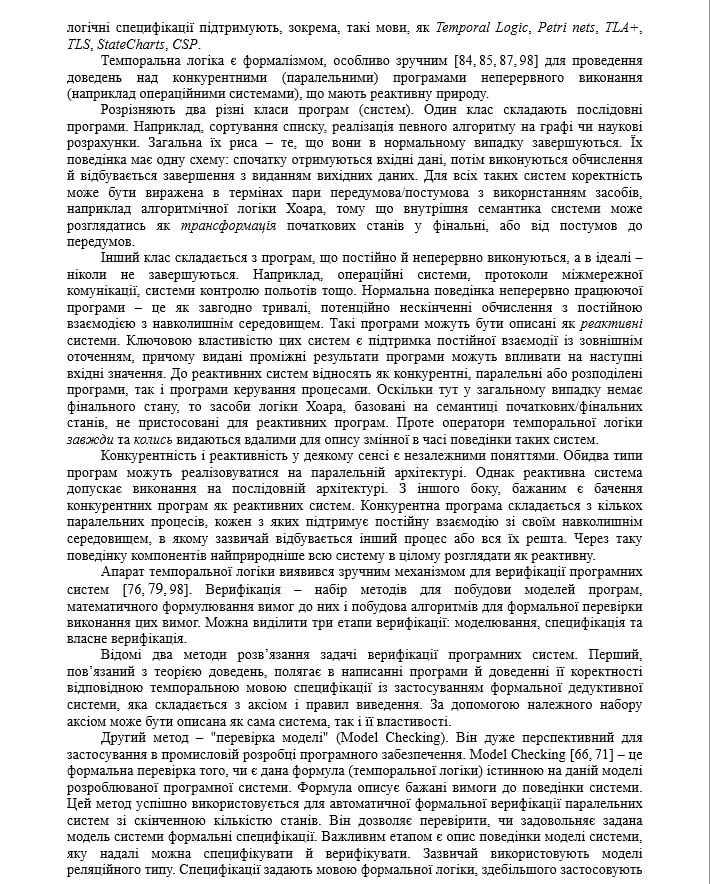 логічні специфікації підтримують, зокрема, такі мови, як Temporal Logic, Petri nets, TLA+,
TLS, StateCharts, CSP.
Темпоральна логіка є формалізмом, особливо зручним [84, 85, 87, 98] для проведення
доведень над конкурентними (паралельними) програмами неперервного виконання
(наприклад операційними системами), що мають реактивну природу.
Розрізняють два різні класи програм (систем). Один клас складають послідовні
програми. Наприклад, сортування списку, реалізація певного алгоритму на графі чи наукові
розрахунки. Загальна їх риса – те, що вони в нормальному випадку завершуються. Їх
поведінка має одну схему: спочатку отримуються вхідні дані, потім виконуються обчислення
й відбувається завершення з виданням вихідних даних. Для всіх таких систем коректність
може бути виражена в термінах пари передумова/постумова з використанням засобів,
наприклад алгоритмічної логіки Хоара, тому що внутрішня семантика системи може
розглядатись як трансформація початкових станів у фінальні, або від постумов до
передумов.
Інший клас складається з програм, що постійно й неперервно виконуються, а в ідеалі –
ніколи не завершуються. Наприклад, операційні системи, протоколи міжмережної
комунікації, системи контролю польотів тощо. Нормальна поведінка неперервно працюючої
програми – це як завгодно тривалі, потенційно нескінченні обчислення з постійною
взаємодією з навколишнім середовищем. Такі програми можуть бути описані як реактивні
системи. Ключовою властивістю цих систем є підтримка постійної взаємодії із зовнішнім
оточенням, причому видані проміжні результати програми можуть впливати на наступні
вхідні значення. До реактивних систем відносять як конкурентні, паралельні або розподілені
програми, так і програми керування процесами. Оскільки тут у загальному випадку немає
фінального стану, то засоби логіки Хоара, базовані на семантиці початкових/фінальних
станів, не пристосовані для реактивних програм. Проте оператори темпоральної логіки
завжди та колись видаються вдалими для опису змінної в часі поведінки таких систем.
Конкурентність і реактивність у деякому сенсі є незалежними поняттями. Обидва типи
програм можуть реалізовуватися на паралельній архітектурі. Однак реактивна система
допускає виконання на послідовній архітектурі. З іншого боку, бажаним є бачення
конкурентних програм як реактивних систем. Конкурентна програма складається з кількох
паралельних процесів, кожен з яких підтримує постійну взаємодію зі своїм навколишнім
середовищем, в якому зазвичай відбувається інший процес або вся їх решта. Через таку
поведінку компонентів найприродніше всю систему в цілому розглядати як реактивну.
Апарат темпоральної логіки виявився зручним механізмом для верифікації програмних
систем [76, 79, 98]. Верифікація – набір методів для побудови моделей програм,
математичного формулювання вимог до них і побудова алгоритмів для формальної перевірки
виконання цих вимог. Можна виділити три етапи верифікації: моделювання, специфікація та
власне верифікація.
Відомі два методи розв’язання задачі верифікації програмних систем. Перший,
пов’язаний з теорією доведень, полягає в написанні програми й доведенні її коректності
відповідною темпоральною мовою специфікації із застосуванням формальної дедуктивної
системи, яка складається з аксіом і правил виведення. За допомогою належного набору
аксіом може бути описана як сама система, так і її властивості.
Другий метод – "перевірка моделі" (Model Checking). Він дуже перспективний для
застосування в промисловій розробці програмного забезпечення. Model Checking [66, 71] – це
формальна перевірка того, чи є дана формула (темпоральної логіки) істинною на даній моделі
розроблюваної програмної системи. Формула описує бажані вимоги до поведінки системи.
Цей метод успішно використовується для автоматичної формальної верифікації паралельних
систем зі скінченною кількістю станів. Він дозволяє перевірити, чи задовольняє задана
модель системи формальні специфікації. Важливим етапом є опис поведінки моделі системи,
яку надалі можна специфікувати й верифікувати. Зазвичай використовують моделі
реляційного типу. Специфікації задають мовою формальної логіки, здебільшого застосовують